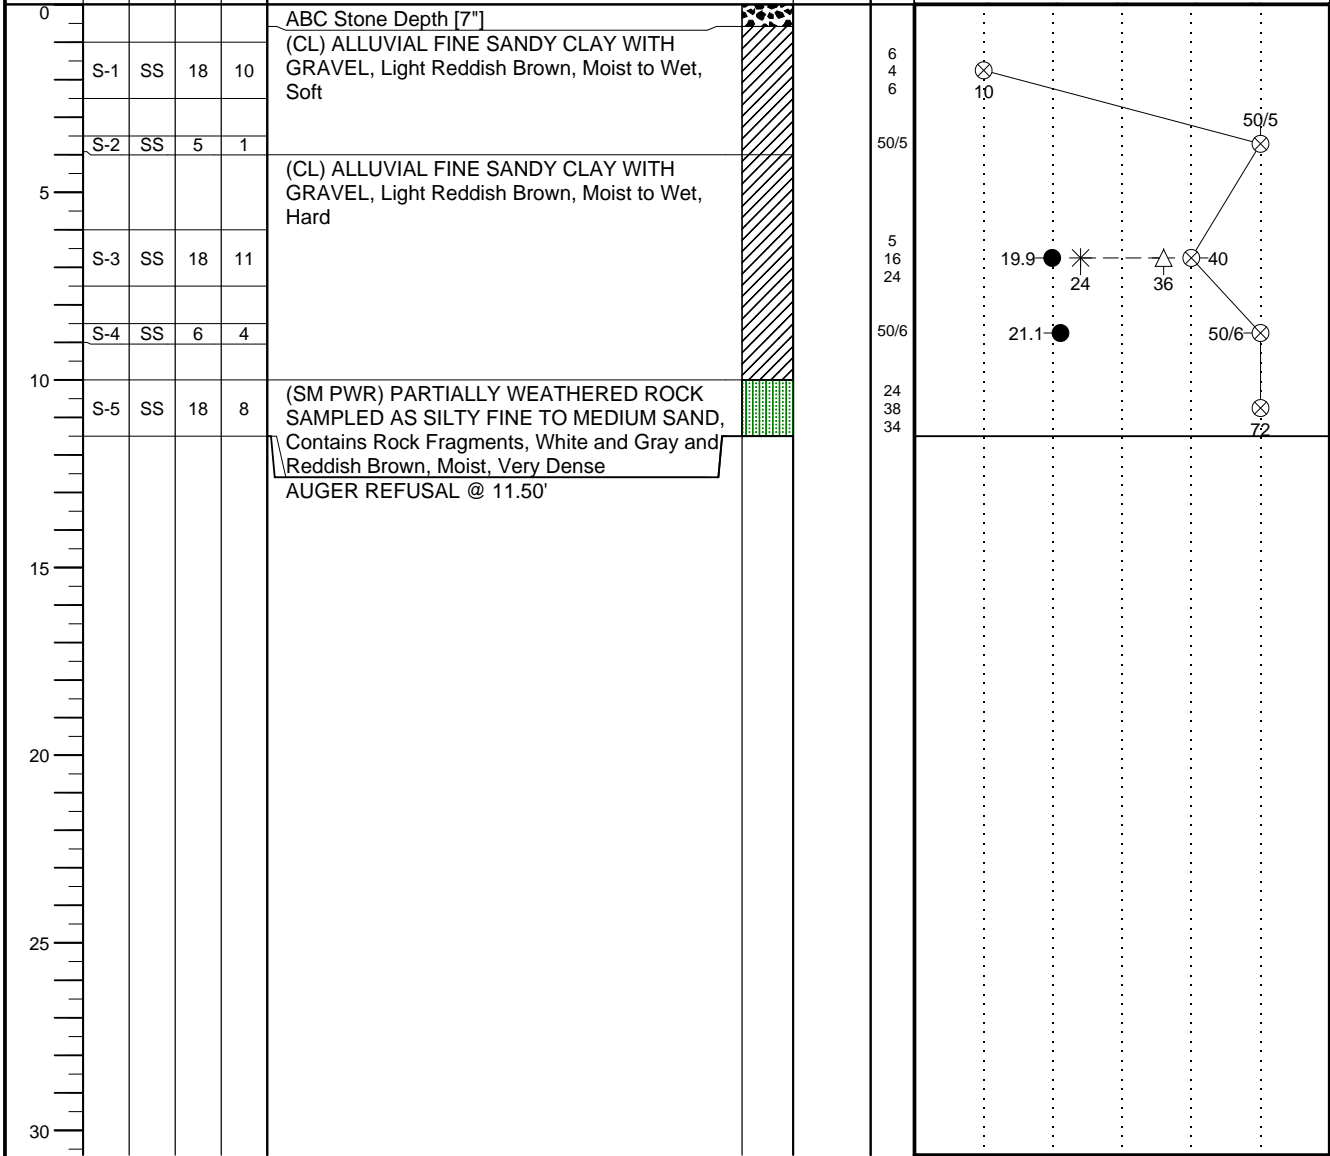 0
ABC Stone Depth [7"]
(CL) ALLUVIAL FINE SANDY CLAY WITH
GRAVEL, Light Reddish Brown, Moist to Wet,
Soft
S-1 SS 18 10
6
4
6
10
S-2 SS 5 1
50/5
50/5
(CL) ALLUVIAL FINE SANDY CLAY WITH
GRAVEL, Light Reddish Brown, Moist to Wet,
Hard
5
S-3 SS 18 11
5
16
24
19.9
24
36
40
S-4 SS 6 4
50/6
21.1
50/6
10
(SM PWR) PARTIALLY WEATHERED ROCK
SAMPLED AS SILTY FINE TO MEDIUM SAND,
Contains Rock Fragments, White and Gray and
Reddish Brown, Moist, Very Dense
S-5 SS 18 8
24
38
34
72
AUGER REFUSAL @ 11.50'
15
20
25
30